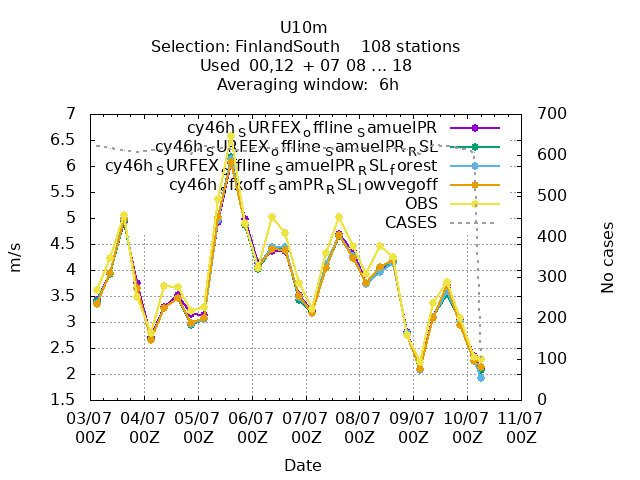 U10m
Selection: FinlandSouth 108 stations
Used 00,12 + 07 08 ... 18
Averaging window: 6h
cy46h_SURFEX_offline_SamuelPR
cy46h_SURFEX_offline_SamuelPR_RSL
cy46h_SURFEX_offline_SamuelPR_RSL_forest
cy46h_sfxoff_SamPR_RSL_lowvegoff
OBS
CASES
7
6.5
6
5.5
5
4.5
4
3.5
3
2.5
2
1.5
m/s
700
600
500
400
300
200
100
0
No cases
03/07 04/07 05/07 06/07 07/07 08/07 09/07 10/07 11/07
00Z 00Z 00Z 00Z 00Z 00Z 00Z 00Z 00Z
Date